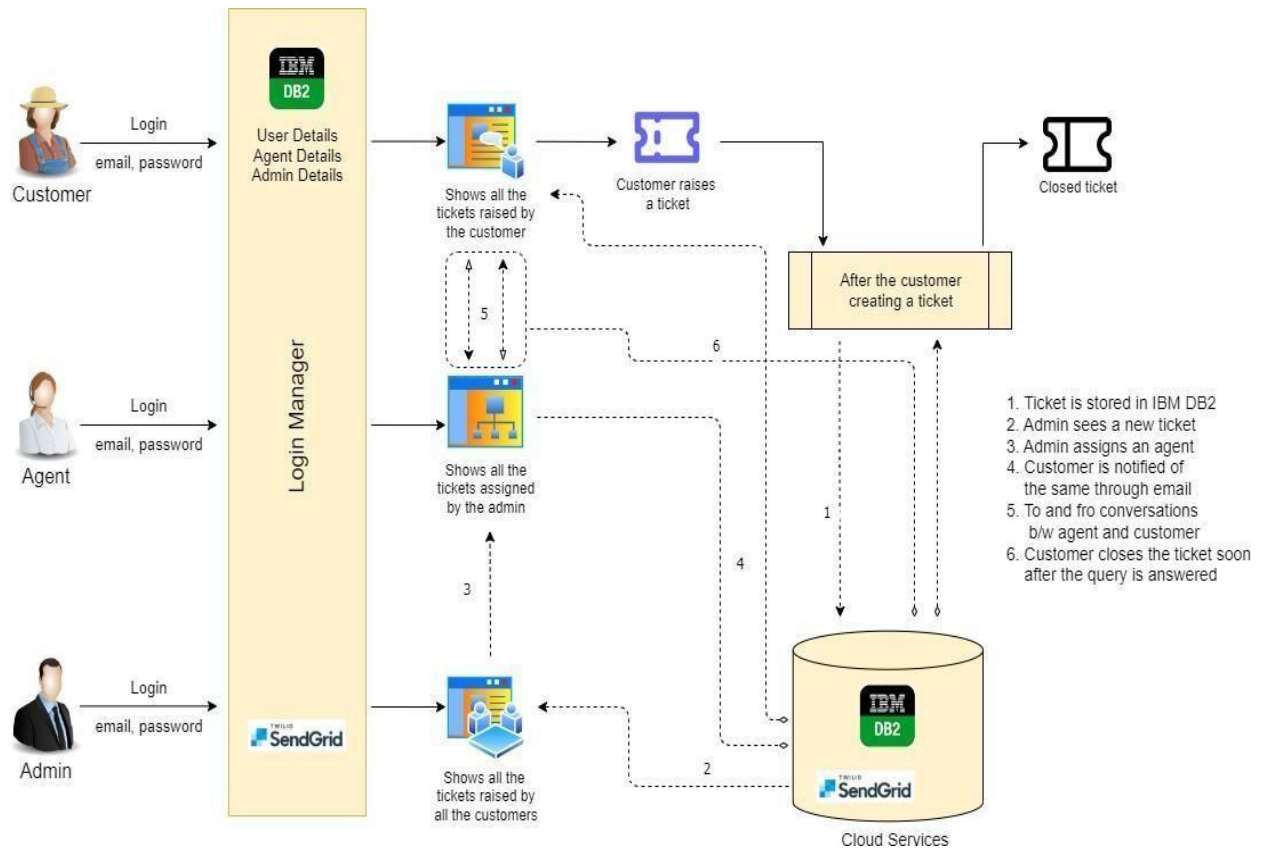 IBM
DB2
User Details
Agent Details
Admin Details
Login
email, password
Customer
Shows all the
tickets raised by
the customer
Customer raises
a ticket
Closed ticket
After the customer
creating a ticket
5
6
Login Manager
Login
email, password
Agent
Shows all the
tickets assigned
by the admin
1. Ticket is stored in IBM DB2
2. Admin sees a new ticket
3. Admin assigns an agent
4. Customer is notified of
the same through email
5. To and fro conversations
b/w agent and customer
6. Customer closes the ticket soon
after the query is answered
1
4
3
Login
email, password
Admin
TWILIO
SendGrid
Shows all the
tickets raised by
all the customers
2
IBM
DB2
TWILIO
SendGrid
Cloud Services